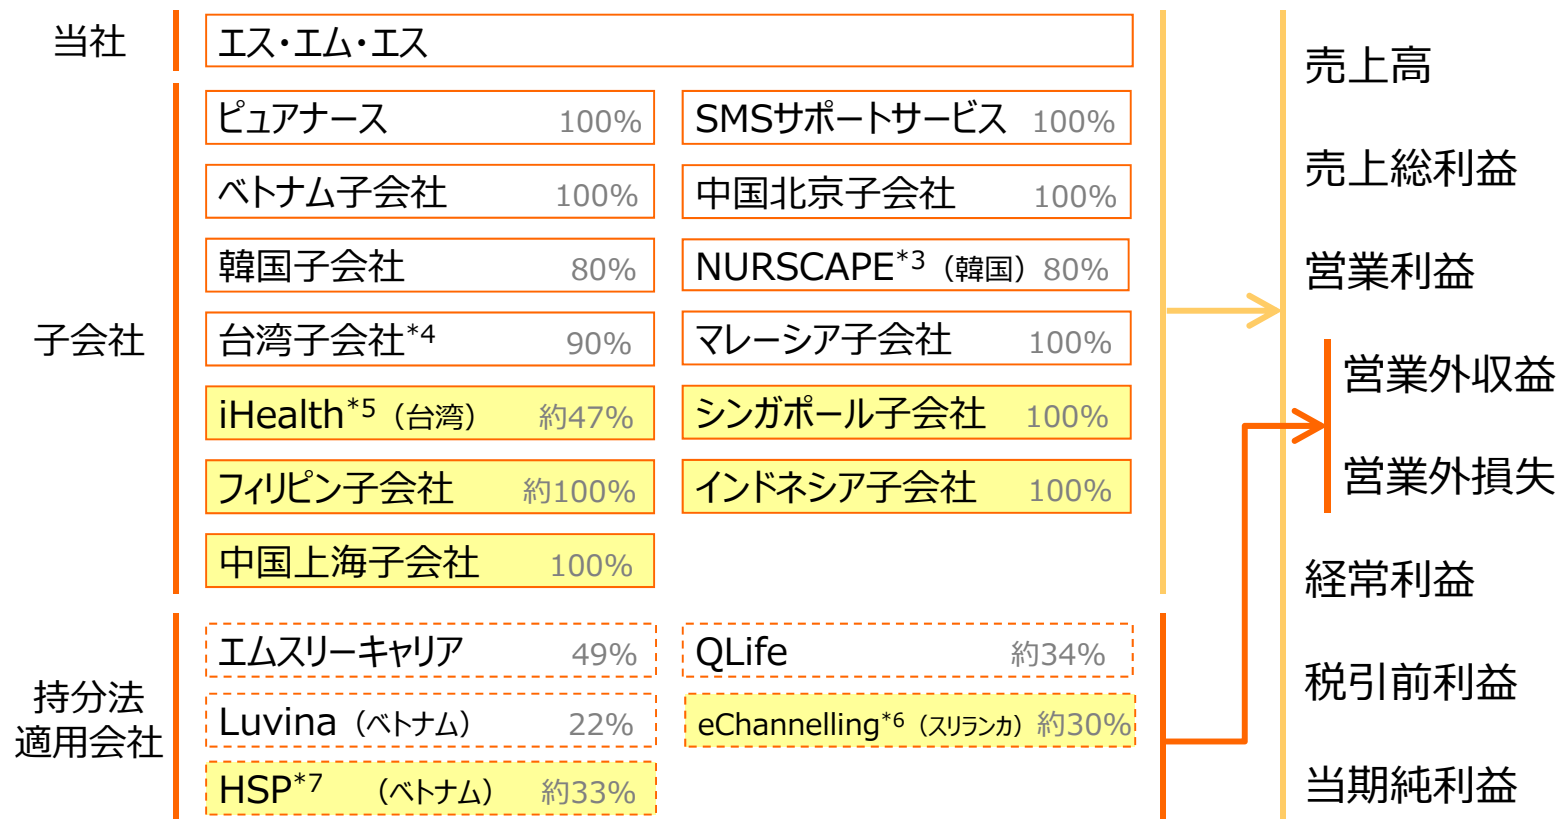 当社
エス・エム・エス
子会社
ピュアナース 100%
SMSサポートサービス 100%
ベトナム子会社 100%
中国北京子会社 100%
韓国子会社 80%
NURSCAPE*3（韓国）80%
台湾子会社*4 90%
マレーシア子会社 100%
iHealth*5（台湾） 約47%
シンガポール子会社 100%
フィリピン子会社 約100%
インドネシア子会社 100%
中国上海子会社 100%
持分法
適用会社
エムスリーキャリア 49%
QLife 約34%
Luvina（ベトナム） 22%
eChannelling*6（スリランカ）約30%
HSP*7 （ベトナム） 約33%
売上高
売上総利益
営業利益
営業外収益
営業外損失
経常利益
税引前利益
当期純利益